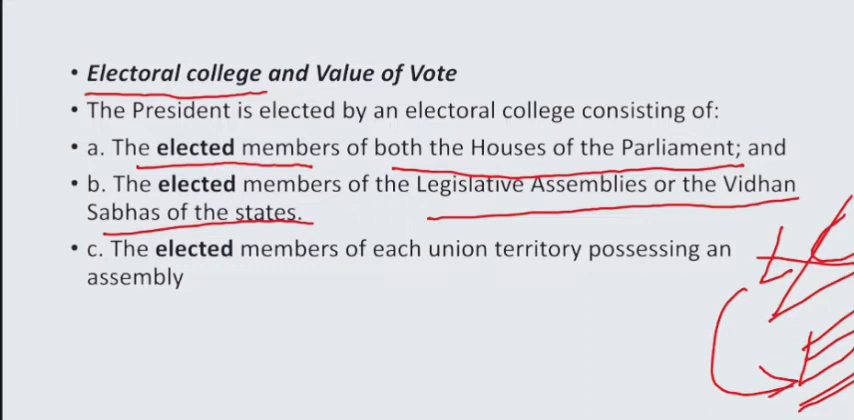 • Electoral college and Value of Vote
• The President is elected by an electoral college consisting of:
• a. The elected members of both the Houses of the Parliament; and
• b. The elected members of the Legislative Assemblies or the Vidhan
Sabhas of the states.
• c. The elected members of each union territory possessing an
assembly